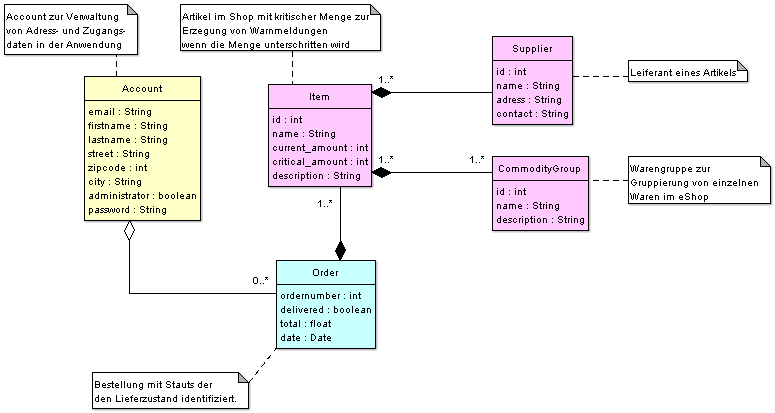 Account zur Verwaltung
von Adress- und Zugangs-
daten in der Anwendung
Artikel im Shop mit kritischer Menge zur
Erzegung von Warnmeldungen
wenn die Menge unterschritten wird
Account
email : String
firstname : String
lastname : String
street : String
zipcode : int
city : String
administrator : boolean
password : String
Item
id : int
name : String
current_amount : int
critical_amount : int
description : String
1..*
Supplier
id : int
name : String
adress : String
contact : String
Leiferant eines Artikels
1..*
1..*
CommodityGroup
id : int
name : String
description : String
Warengruppe zur
Gruppierung von einzelnen
Waren im eShop
1..*
0..*
Order
ordernumber : int
delivered : boolean
total : float
date : Date
Bestellung mit Stauts der
den Lieferzustand identifiziert.